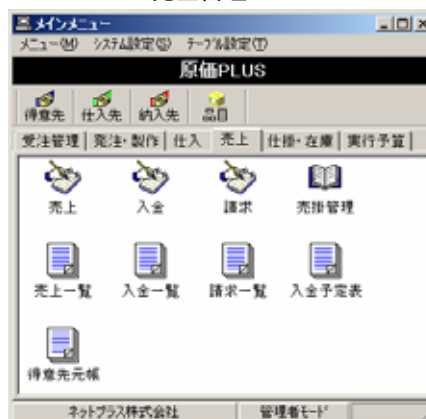 メインメニュー
メニュー(M) システム設定(S) テーブル設定(T)
原価PLUS
得意先 仕入先 納入先 品目
受注管理 発注・製作 仕入 売上 仕掛・在庫 実行予算
売上 入金 請求 売掛管理
売上一覧 入金一覧 請求一覧 入金予定表
得意先元帳
ネットプラス株式会社 管理者モード